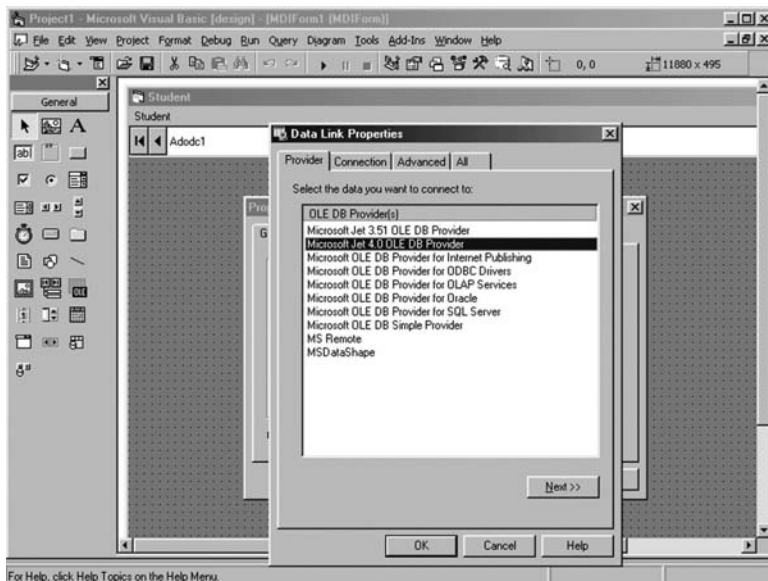 Project1 - Microsoft Visual Basic [design] - [MDIForm1 (MDIForm)]
File Edit View Project Format Debug Run Query Diagram Tools Add-Ins Window Help
0, 0
11880 x 495
General
A
ab
Student
Student
Adodc1
Data Link Properties
Provider Connection Advanced All
Select the data you want to connect to:
OLE DB Provider(s)
Microsoft Jet 3.51 OLE DB Provider
Microsoft Jet 4.0 OLE DB Provider
Microsoft OLE DB Provider for Internet Publishing
Microsoft OLE DB Provider for ODBC Drivers
Microsoft OLE DB Provider for OLAP Services
Microsoft OLE DB Provider for Oracle
Microsoft OLE DB Provider for SQL Server
Microsoft OLE DB Simple Provider
MS Remote
MSDataShape
Next >>
OK Cancel Help
For Help, click Help Topics on the Help Menu.